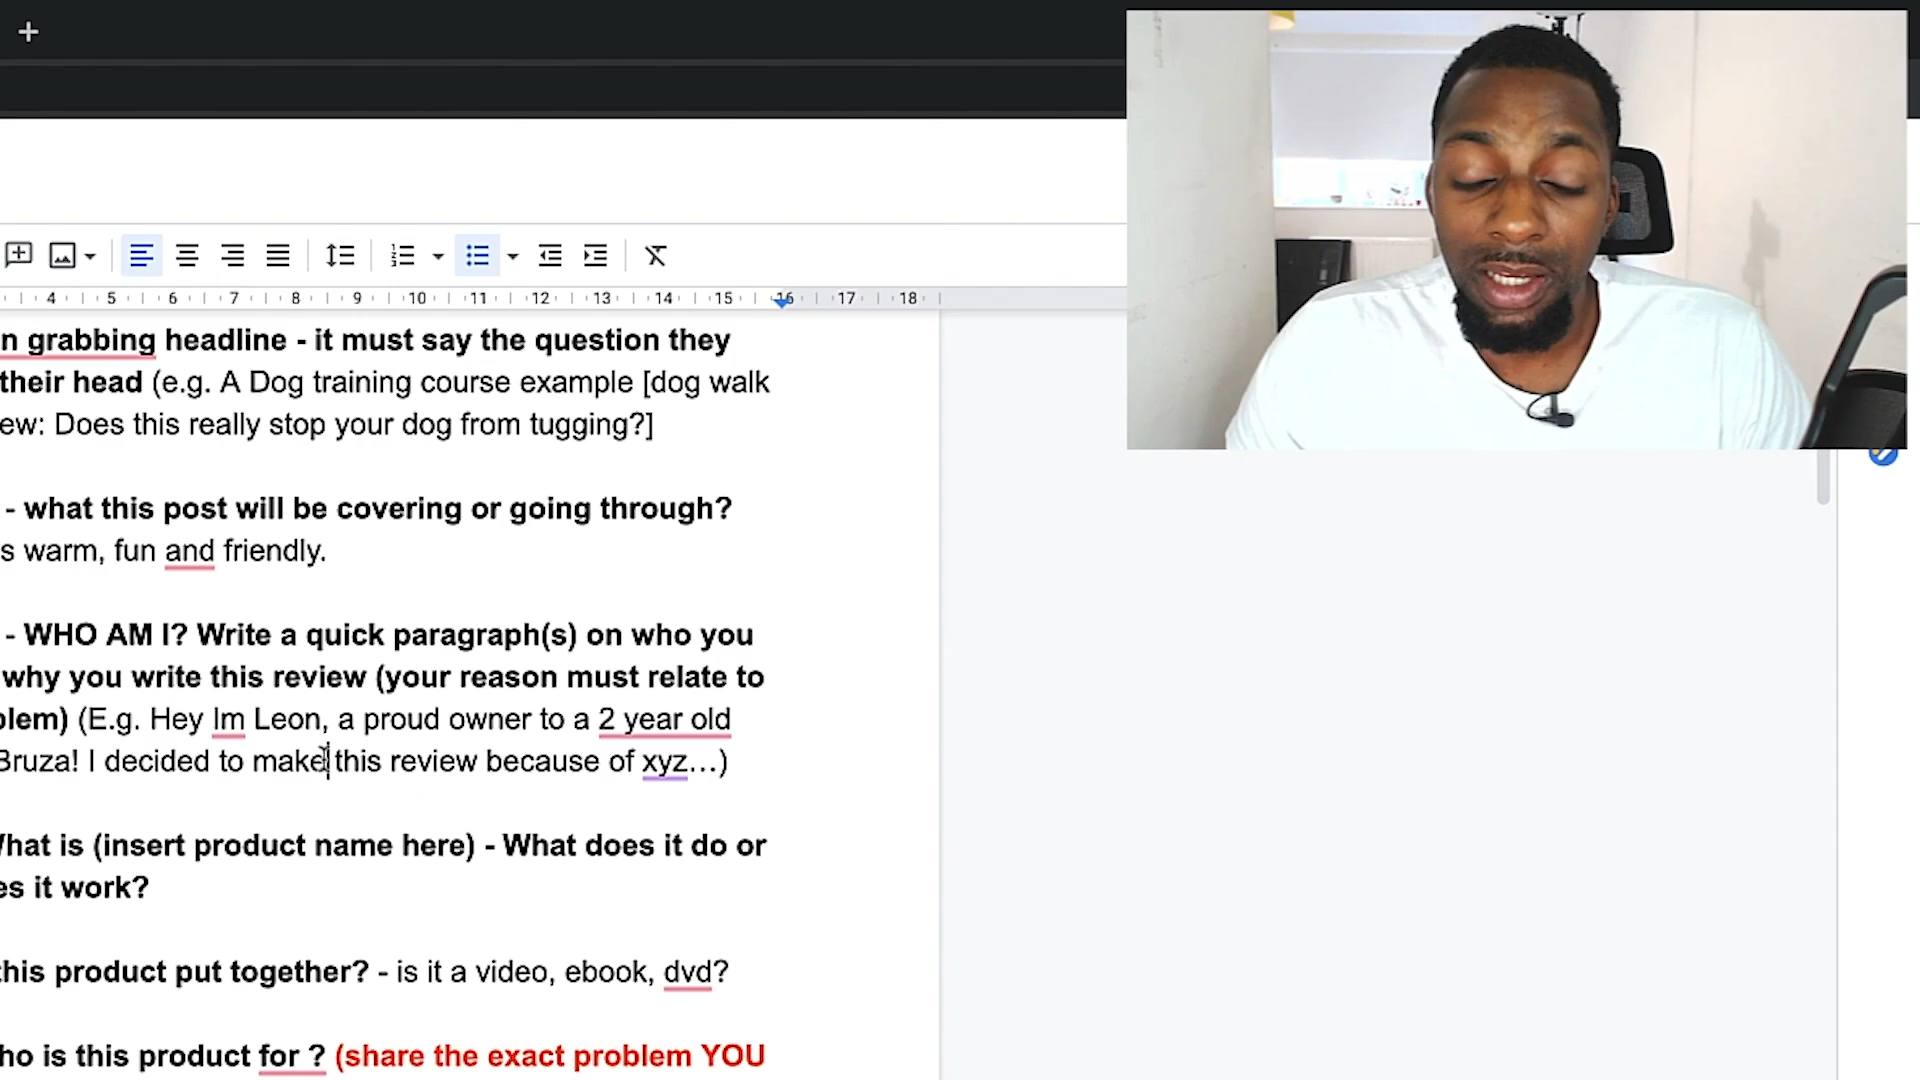 4 5 6 7 8 9 10 11 12 13 14 15 16 17 18
n grabbing headline - it must say the question they
their head (e.g. A Dog training course example [dog walk
ew: Does this really stop your dog from tugging?]
- what this post will be covering or going through?
s warm, fun and friendly.
- WHO AM I? Write a quick paragraph(s) on who you
why you write this review (your reason must relate to
blem) (E.g. Hey Im Leon, a proud owner to a 2 year old
Bruza! I decided to make this review because of xyz...)
What is (insert product name here) - What does it do or
es it work?
this product put together? - is it a video, ebook, dvd?
ho is this product for ? (share the exact problem YOU